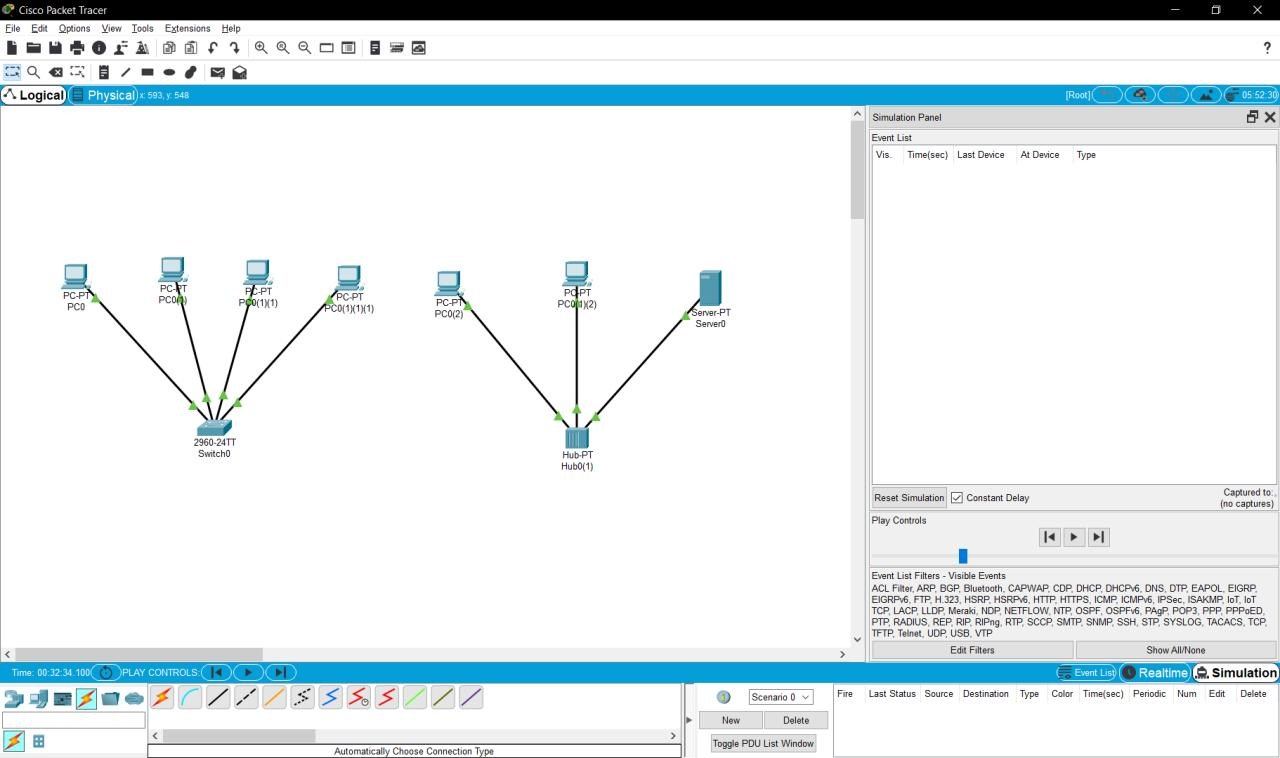 Cisco Packet Tracer
File Edit Options View Tools Extensions Help
?
Logical Physical x: 593, y: 548 [Root] 05:52:30
Simulation Panel
Event List
Vis. Time(sec) Last Device At Device Type
PC-PT
PC0
PC-PT
PC0(1)
PC-PT
PC0(1)(1)
PC-PT
PC0(1)(1)(1)
PC-PT
PC0(2)
PC-PT
PC0(1)(2)
Server-PT
Server0
2960-24TT
Switch0
Hub-PT
Hub0(1)
Reset Simulation Constant Delay Captured to:,
(no captures)
Play Controls
Event List Filters - Visible Events
ACL Filter, ARP, BGP, Bluetooth, CAPWAP, CDP, DHCP, DHCPv6, DNS, DTP, EAPOL, EIGRP,
EIGRPv6, FTP, H.323, HSRP, HSRPv6, HTTP, HTTPS, ICMP, ICMPv6, IPSec, ISAKMP, IoT, IoT
TCP, LACP, LLDP, Meraki, NDP, NETFLOW, NTP, OSPF, OSPFv6, PAgP, POP3, PPP, PPPoED,
PTP, RADIUS, REP, RIP, RIPng, RTP, SCCP, SMTP, SNMP, SSH, STP, SYSLOG, TACACS, TCP,
TFTP, Telnet, UDP, USB, VTP
Edit Filters Show All/None
Time: 00:32:34.100 PLAY CONTROLS: Event List Realtime Simulation
Scenario 0
New Delete
Toggle PDU List Window
Fire Last Status Source Destination Type Color Time(sec) Periodic Num Edit Delete
Automatically Choose Connection Type